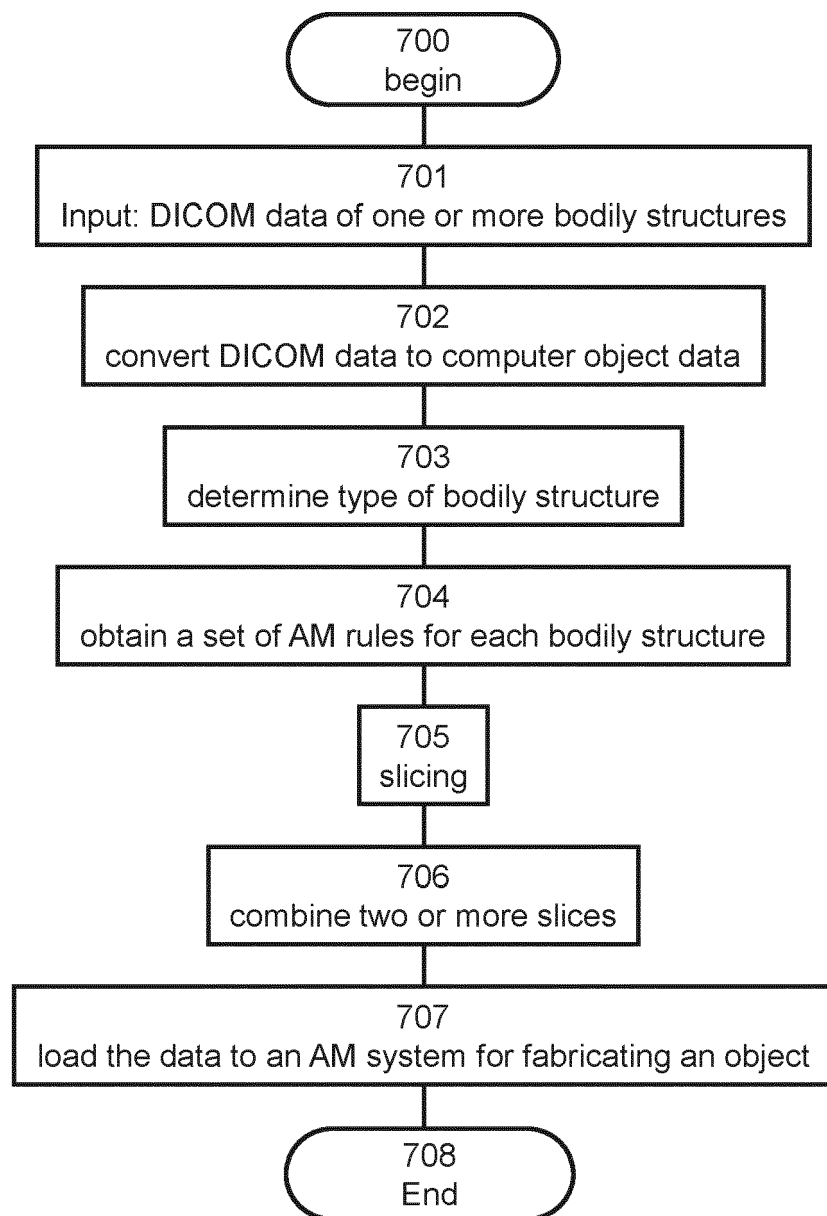 700
begin
701
Input: DICOM data of one or more bodily structures
702
convert DICOM data to computer object data
703
determine type of bodily structure
704
obtain a set of AM rules for each bodily structure
705
slicing
706
combine two or more slices
707
load the data to an AM system for fabricating an object
708
End